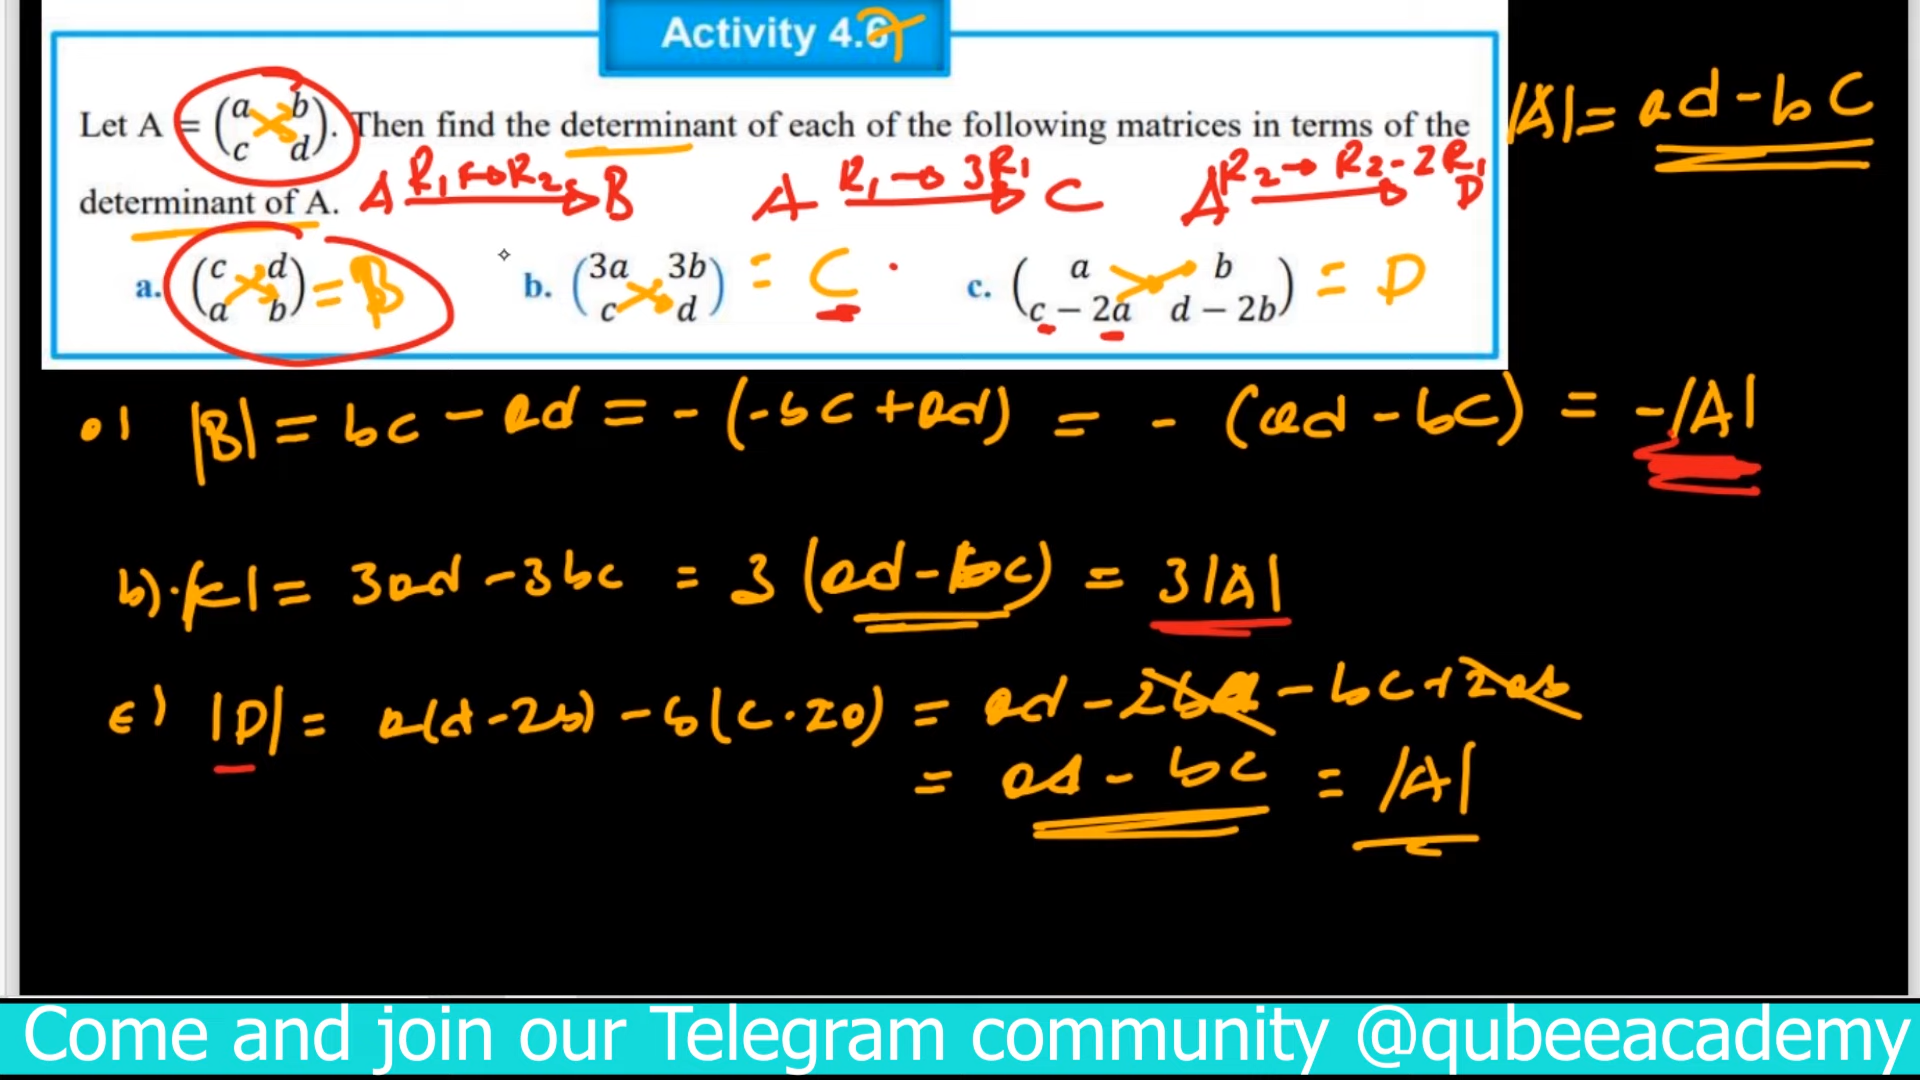 Activity 4.6 7
Let A = (a b
c d). Then find the determinant of each of the following matrices in terms of the
|A| = ad - bc
determinant of A.
A R1 ↔ R2 → B
A R1 → 3R1 → C
A R2 → R2 - 2R1 → D
a. (c d
a b) = B
b. (3a 3b
c d) = C
c. (a b
c − 2a d − 2b) = D
a) |B| = bc - ad = - (-bc + ad) = - (ad - bc) = -|A|
b) |C| = 3ad - 3bc = 3 (ad - bc) = 3|A|
c) |D| = a(d - 2b) - b(c - 2a) = ad - 2ba - bc + 2ab
= ad - bc = |A|
Come and join our Telegram community @qubeeacademy